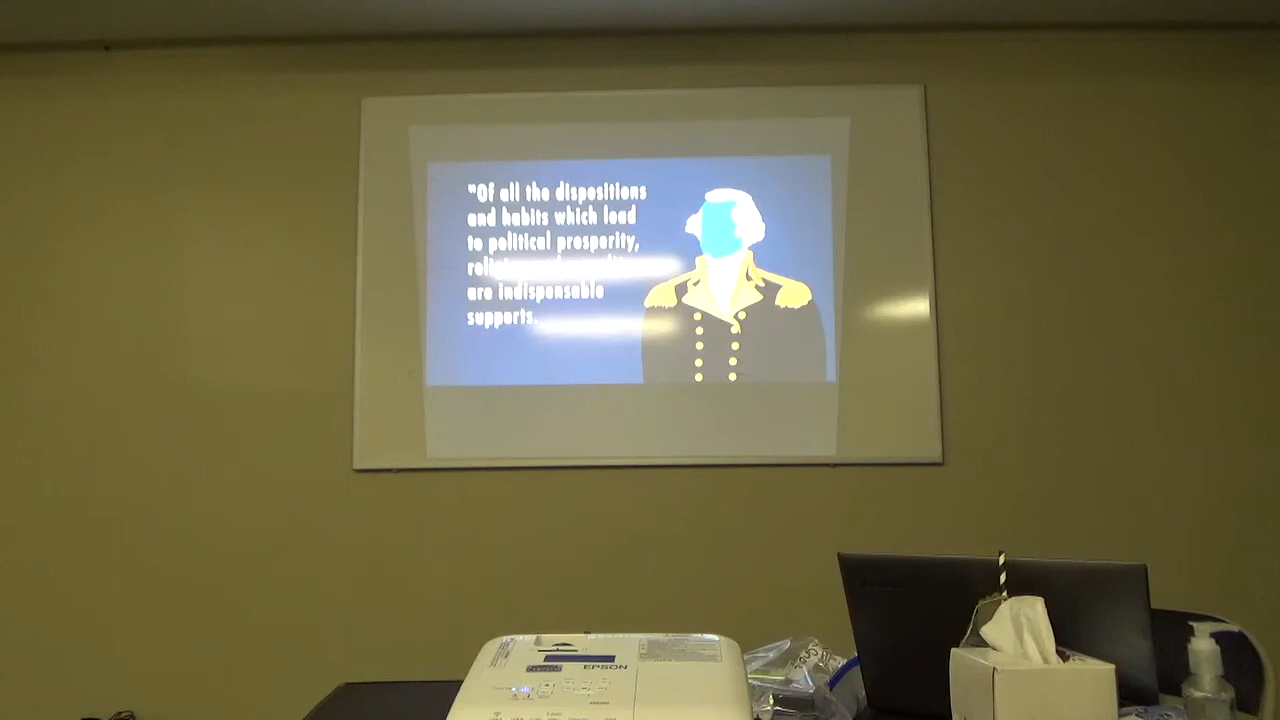 "Of all the dispositions
and habits which lead
to political prosperity,
are indispensable
supports.
EPSON